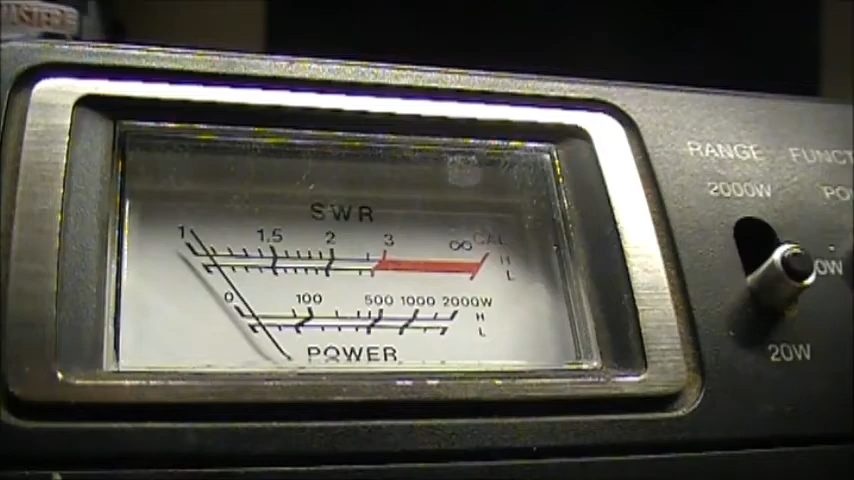 SWR
1 1.5 2 3 ∞ CAL
H
L
0 100 500 1000 2000W
H
L
POWER
RANGE
2000W
20W